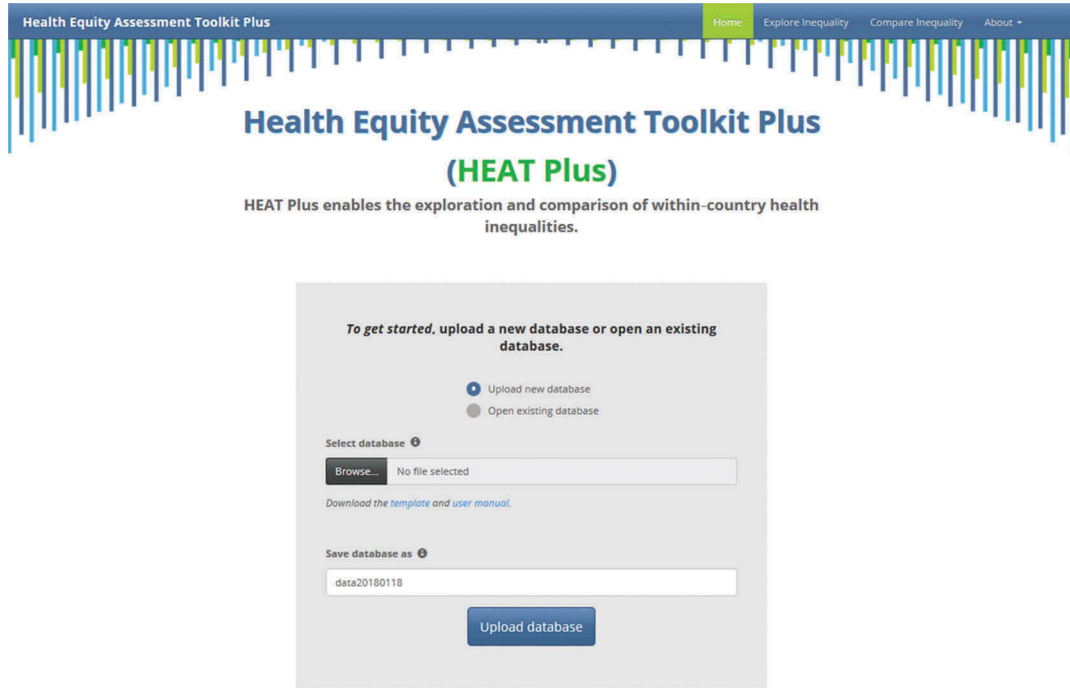 Health Equity Assessment Toolkit Plus
Home Explore Inequality Compare Inequality About
Health Equity Assessment Toolkit Plus
(HEAT Plus)
HEAT Plus enables the exploration and comparison of within-country health
inequalities.
To get started, upload a new database or open an existing
database.
Upload new database
Open existing database
Select database
Browse... No file selected
Download the template and user manual.
Save database as
data20180118
Upload database